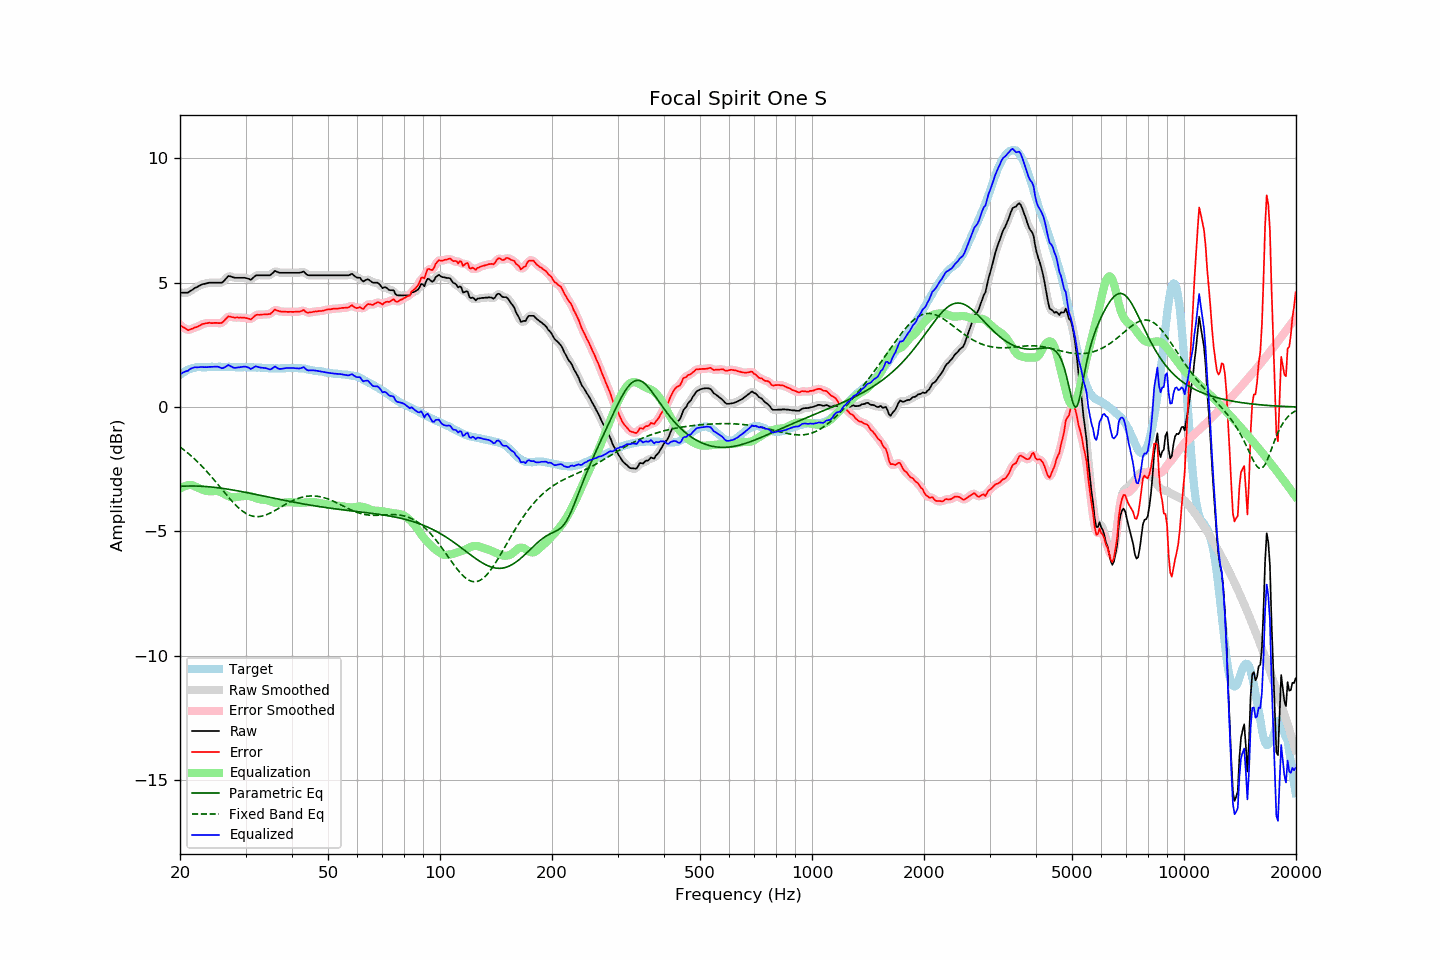 Focal Spirit One S
Amplitude (dBr)
10
5
0
−5
−10
−15
Target
Raw Smoothed
Error Smoothed
Raw
Error
Equalization
Parametric Eq
Fixed Band Eq
Equalized
20 50 100 200 500 1000 2000 5000 10000 20000
Frequency (Hz)